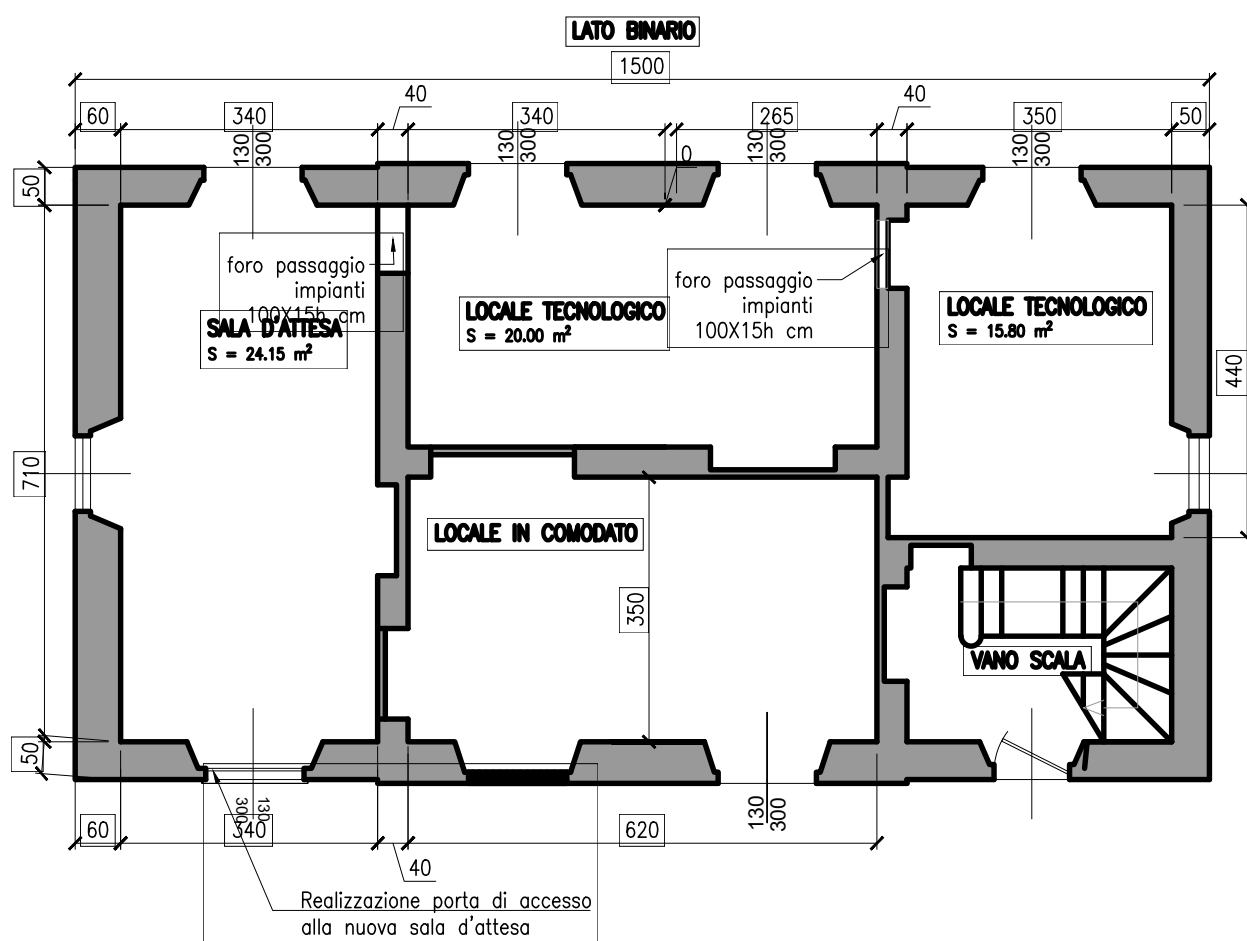 LATO BINARIO
1500
60
340
40
340
265
40
350
50
130
300
130
300
130
300
130
300
0
50
foro passaggio
impianti
100X15h cm
SALA D'ATTESA
S = 24.15 m²
LOCALE TECNOLOGICO
S = 20.00 m²
foro passaggio
impianti
100X15h cm
LOCALE TECNOLOGICO
S = 15.80 m²
440
710
LOCALE IN COMODATO
350
VANO SCALA
50
130
300
130
300
60
340
40
620
Realizzazione porta di accesso
alla nuova sala d'attesa